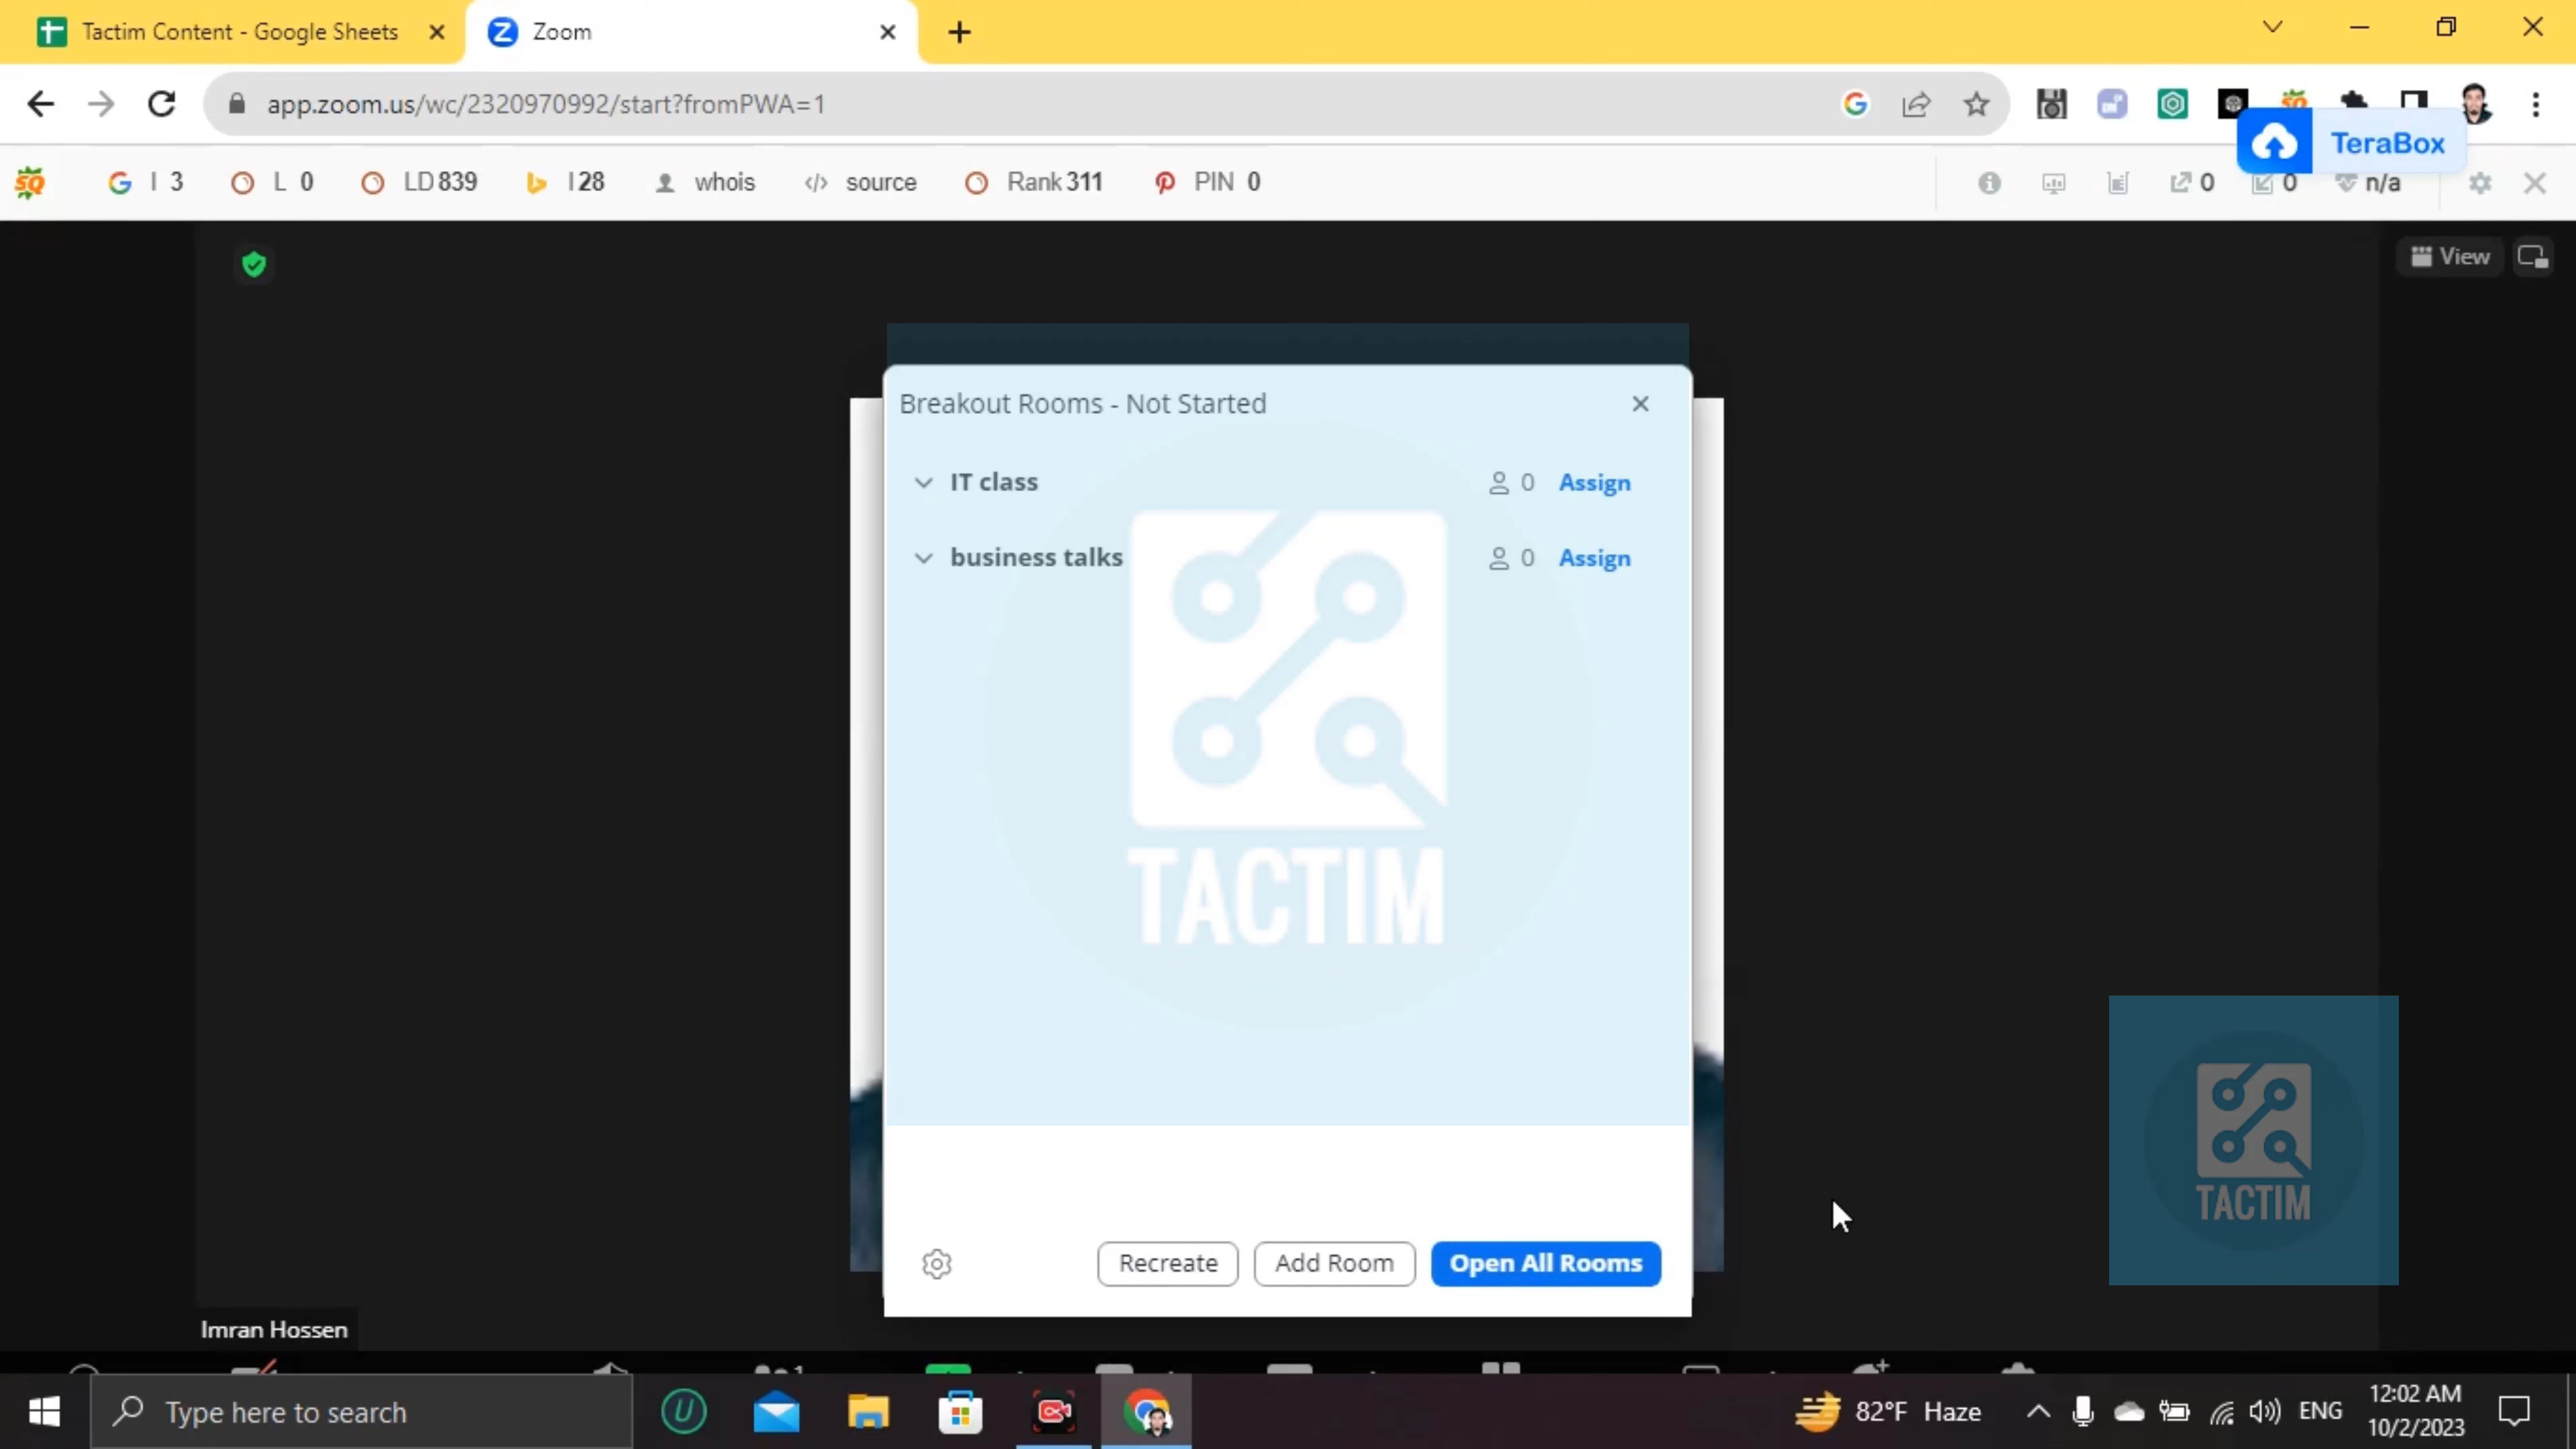 Tactim Content - Google Sheets
Zoom
app.zoom.us/wc/2320970992/start?fromPWA=1
TeraBox
SQ
I 3
L 0
LD 839
I 28
whois
source
Rank 311
PIN 0
0
0
n/a
View
Breakout Rooms - Not Started
IT class
0
Assign
business talks
0
Assign
TACTIM
TACTIM
Recreate
Add Room
Open All Rooms
Imran Hossen
Type here to search
82°F Haze
ENG
12:02 AM
10/2/2023